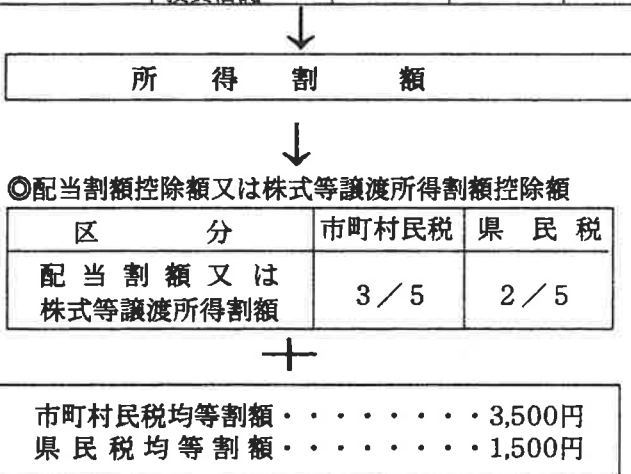 所得割額
◎配当割額控除額又は株式等譲渡所得割額控除額
区分 市町村民税 県民税
配当割額又は
株式等譲渡所得割額 3／5 2／5
＋
市町村民税均等割額・・・・・・・・・3,500円
県民税均等割額・・・・・・・・・1,500円